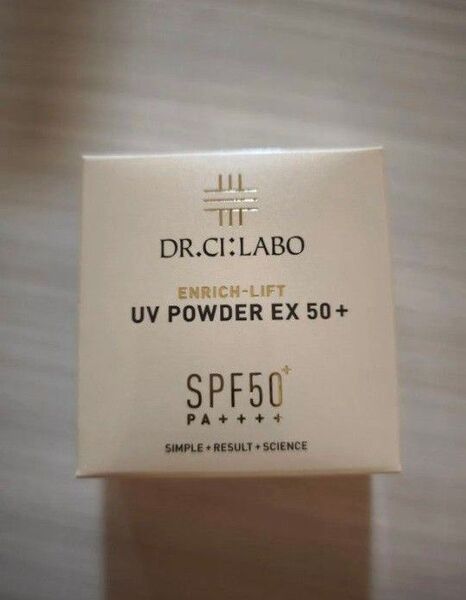 DR.CI:LABO
ENRICH-LIFT
UV POWDER EX 50+
SPF50+
PA++++
SIMPLE+RESULT+SCIENCE